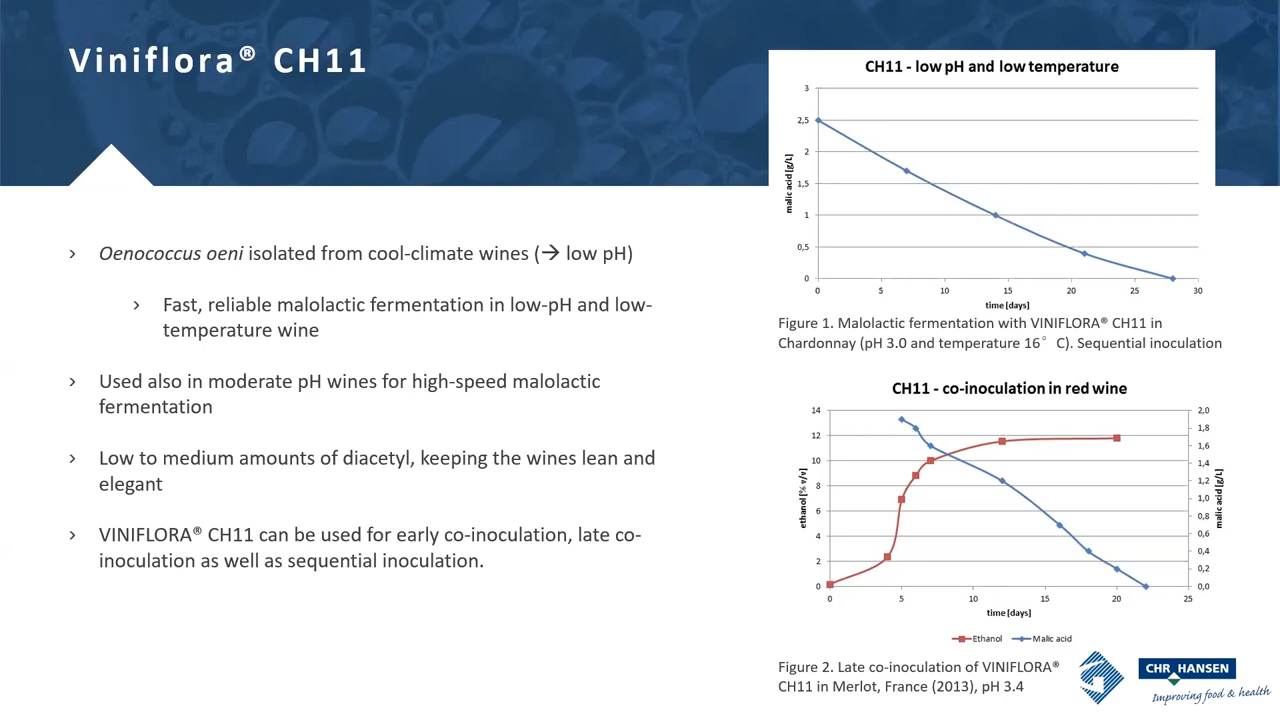 Viniflora® CH11
› Oenococcus oeni isolated from cool-climate wines (→ low pH)
› Fast, reliable malolactic fermentation in low-pH and low-
temperature wine
› Used also in moderate pH wines for high-speed malolactic
fermentation
› Low to medium amounts of diacetyl, keeping the wines lean and
elegant
› VINIFLORA® CH11 can be used for early co-inoculation, late co-
inoculation as well as sequential inoculation.
CH11 - low pH and low temperature
malic acid [g/L]
3
2,5
2
1,5
1
0,5
0
0 5 10 15 20 25 30
time [days]
Figure 1. Malolactic fermentation with VINIFLORA® CH11 in
Chardonnay (pH 3.0 and temperature 16° C). Sequential inoculation
CH11 - co-inoculation in red wine
ethanol [% v/v]
14
12
10
8
6
4
2
0
2,0
1,8
1,6
1,4
1,2
1,0
0,8
0,6
0,4
0,2
0,0
malic acid [g/L]
0 5 10 15 20 25
time [days]
Ethanol Malic acid
Figure 2. Late co-inoculation of VINIFLORA®
CH11 in Merlot, France (2013), pH 3.4
CHR HANSEN
Improving food & health